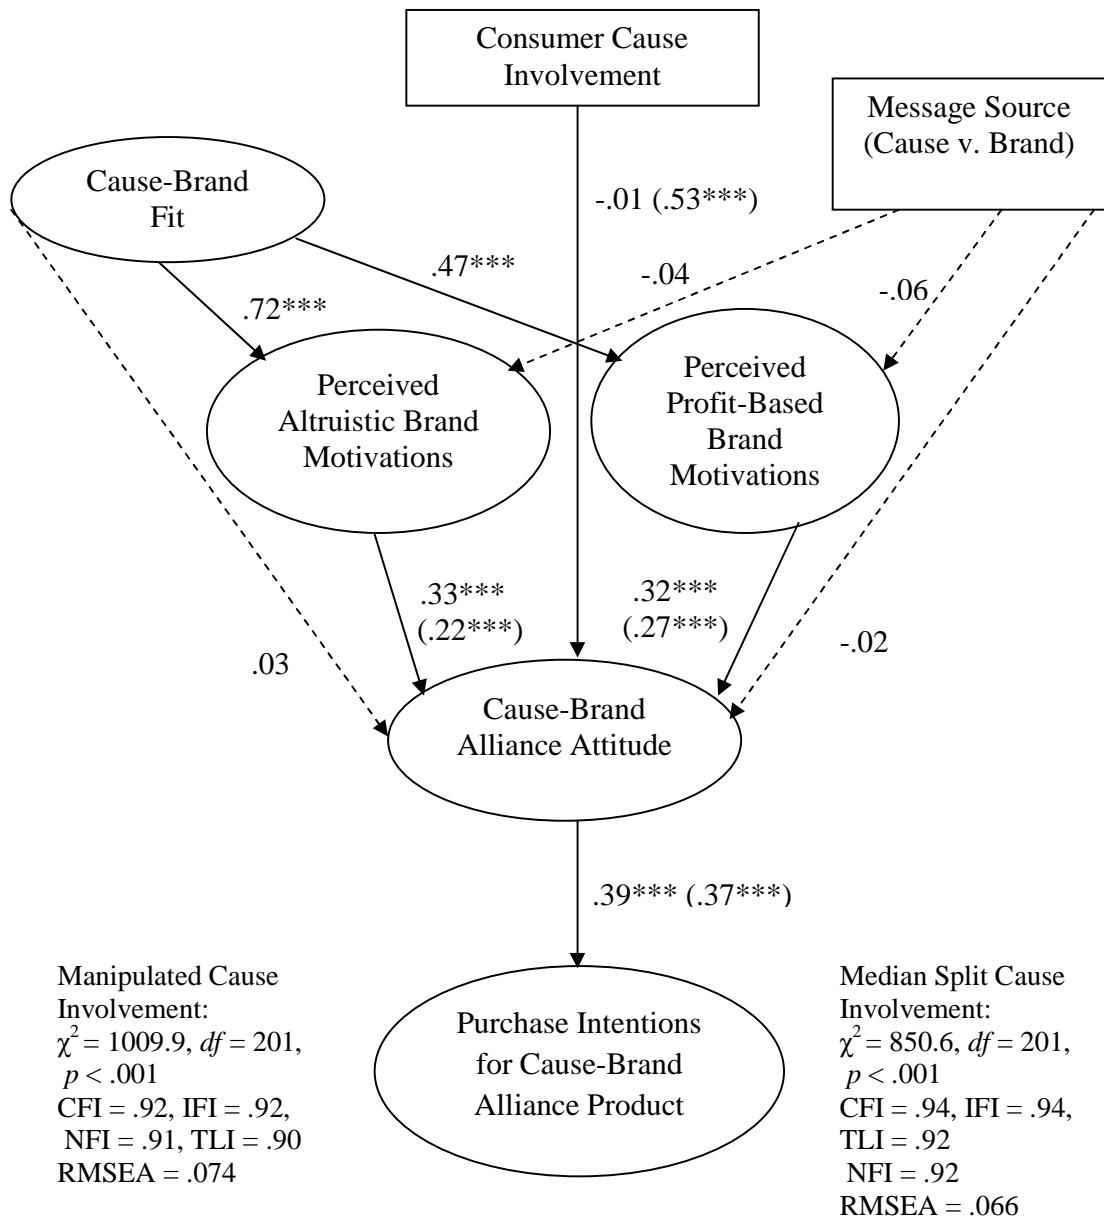 Consumer Cause
Involvement
Message Source
(Cause v. Brand)
Cause-Brand
Fit
-.01 (.53***)
.47***
-.04
-.06
.72***
Perceived
Altruistic Brand
Motivations
Perceived
Profit-Based
Brand
Motivations
.33***
(.22***)
.32***
(.27***)
.03
-.02
Cause-Brand
Alliance Attitude
.39*** (.37***)
Purchase Intentions
for Cause-Brand
Alliance Product
Manipulated Cause
Involvement:
χ² = 1009.9, df = 201,
p < .001
CFI = .92, IFI = .92,
NFI = .91, TLI = .90
RMSEA = .074
Median Split Cause
Involvement:
χ² = 850.6, df = 201,
p < .001
CFI = .94, IFI = .94,
TLI = .92
NFI = .92
RMSEA = .066